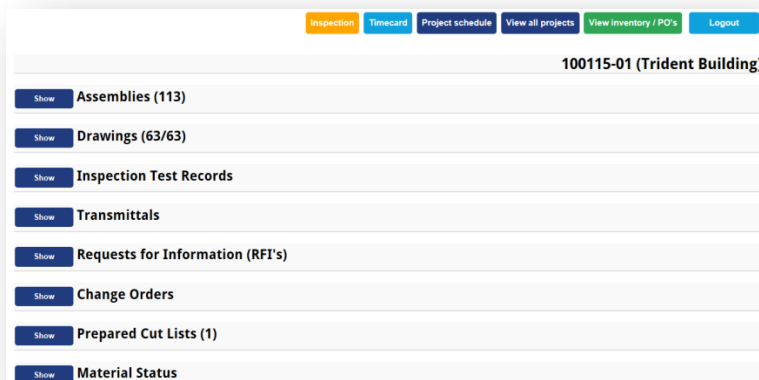 Inspection Timecard Project schedule View all projects View inventory / PO's Logout
100115-01 (Trident Building)
Show Assemblies (113)
Show Drawings (63/63)
Show Inspection Test Records
Show Transmittals
Show Requests for Information (RFI's)
Show Change Orders
Show Prepared Cut Lists (1)
Show Material Status